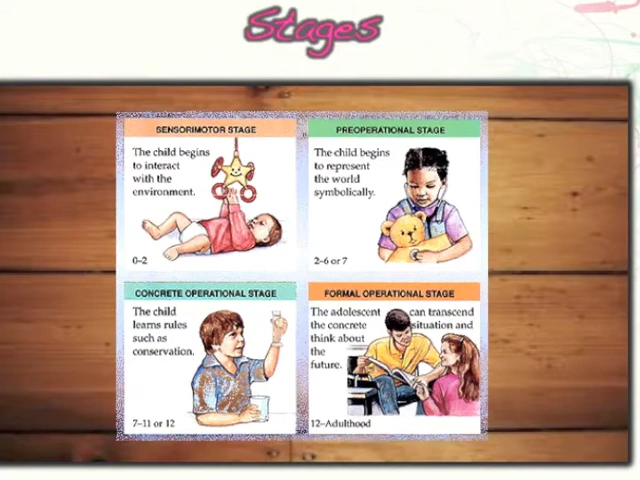 Stages
SENSORIMOTOR STAGE
The child begins
to interact
with the
environment.
0–2
PREOPERATIONAL STAGE
The child begins
to represent
the world
symbolically.
2–6 or 7
CONCRETE OPERATIONAL STAGE
The child
learns rules
such as
conservation.
7–11 or 12
FORMAL OPERATIONAL STAGE
The adolescent can transcend
the concrete situation and
think about
the
future.
12–Adulthood